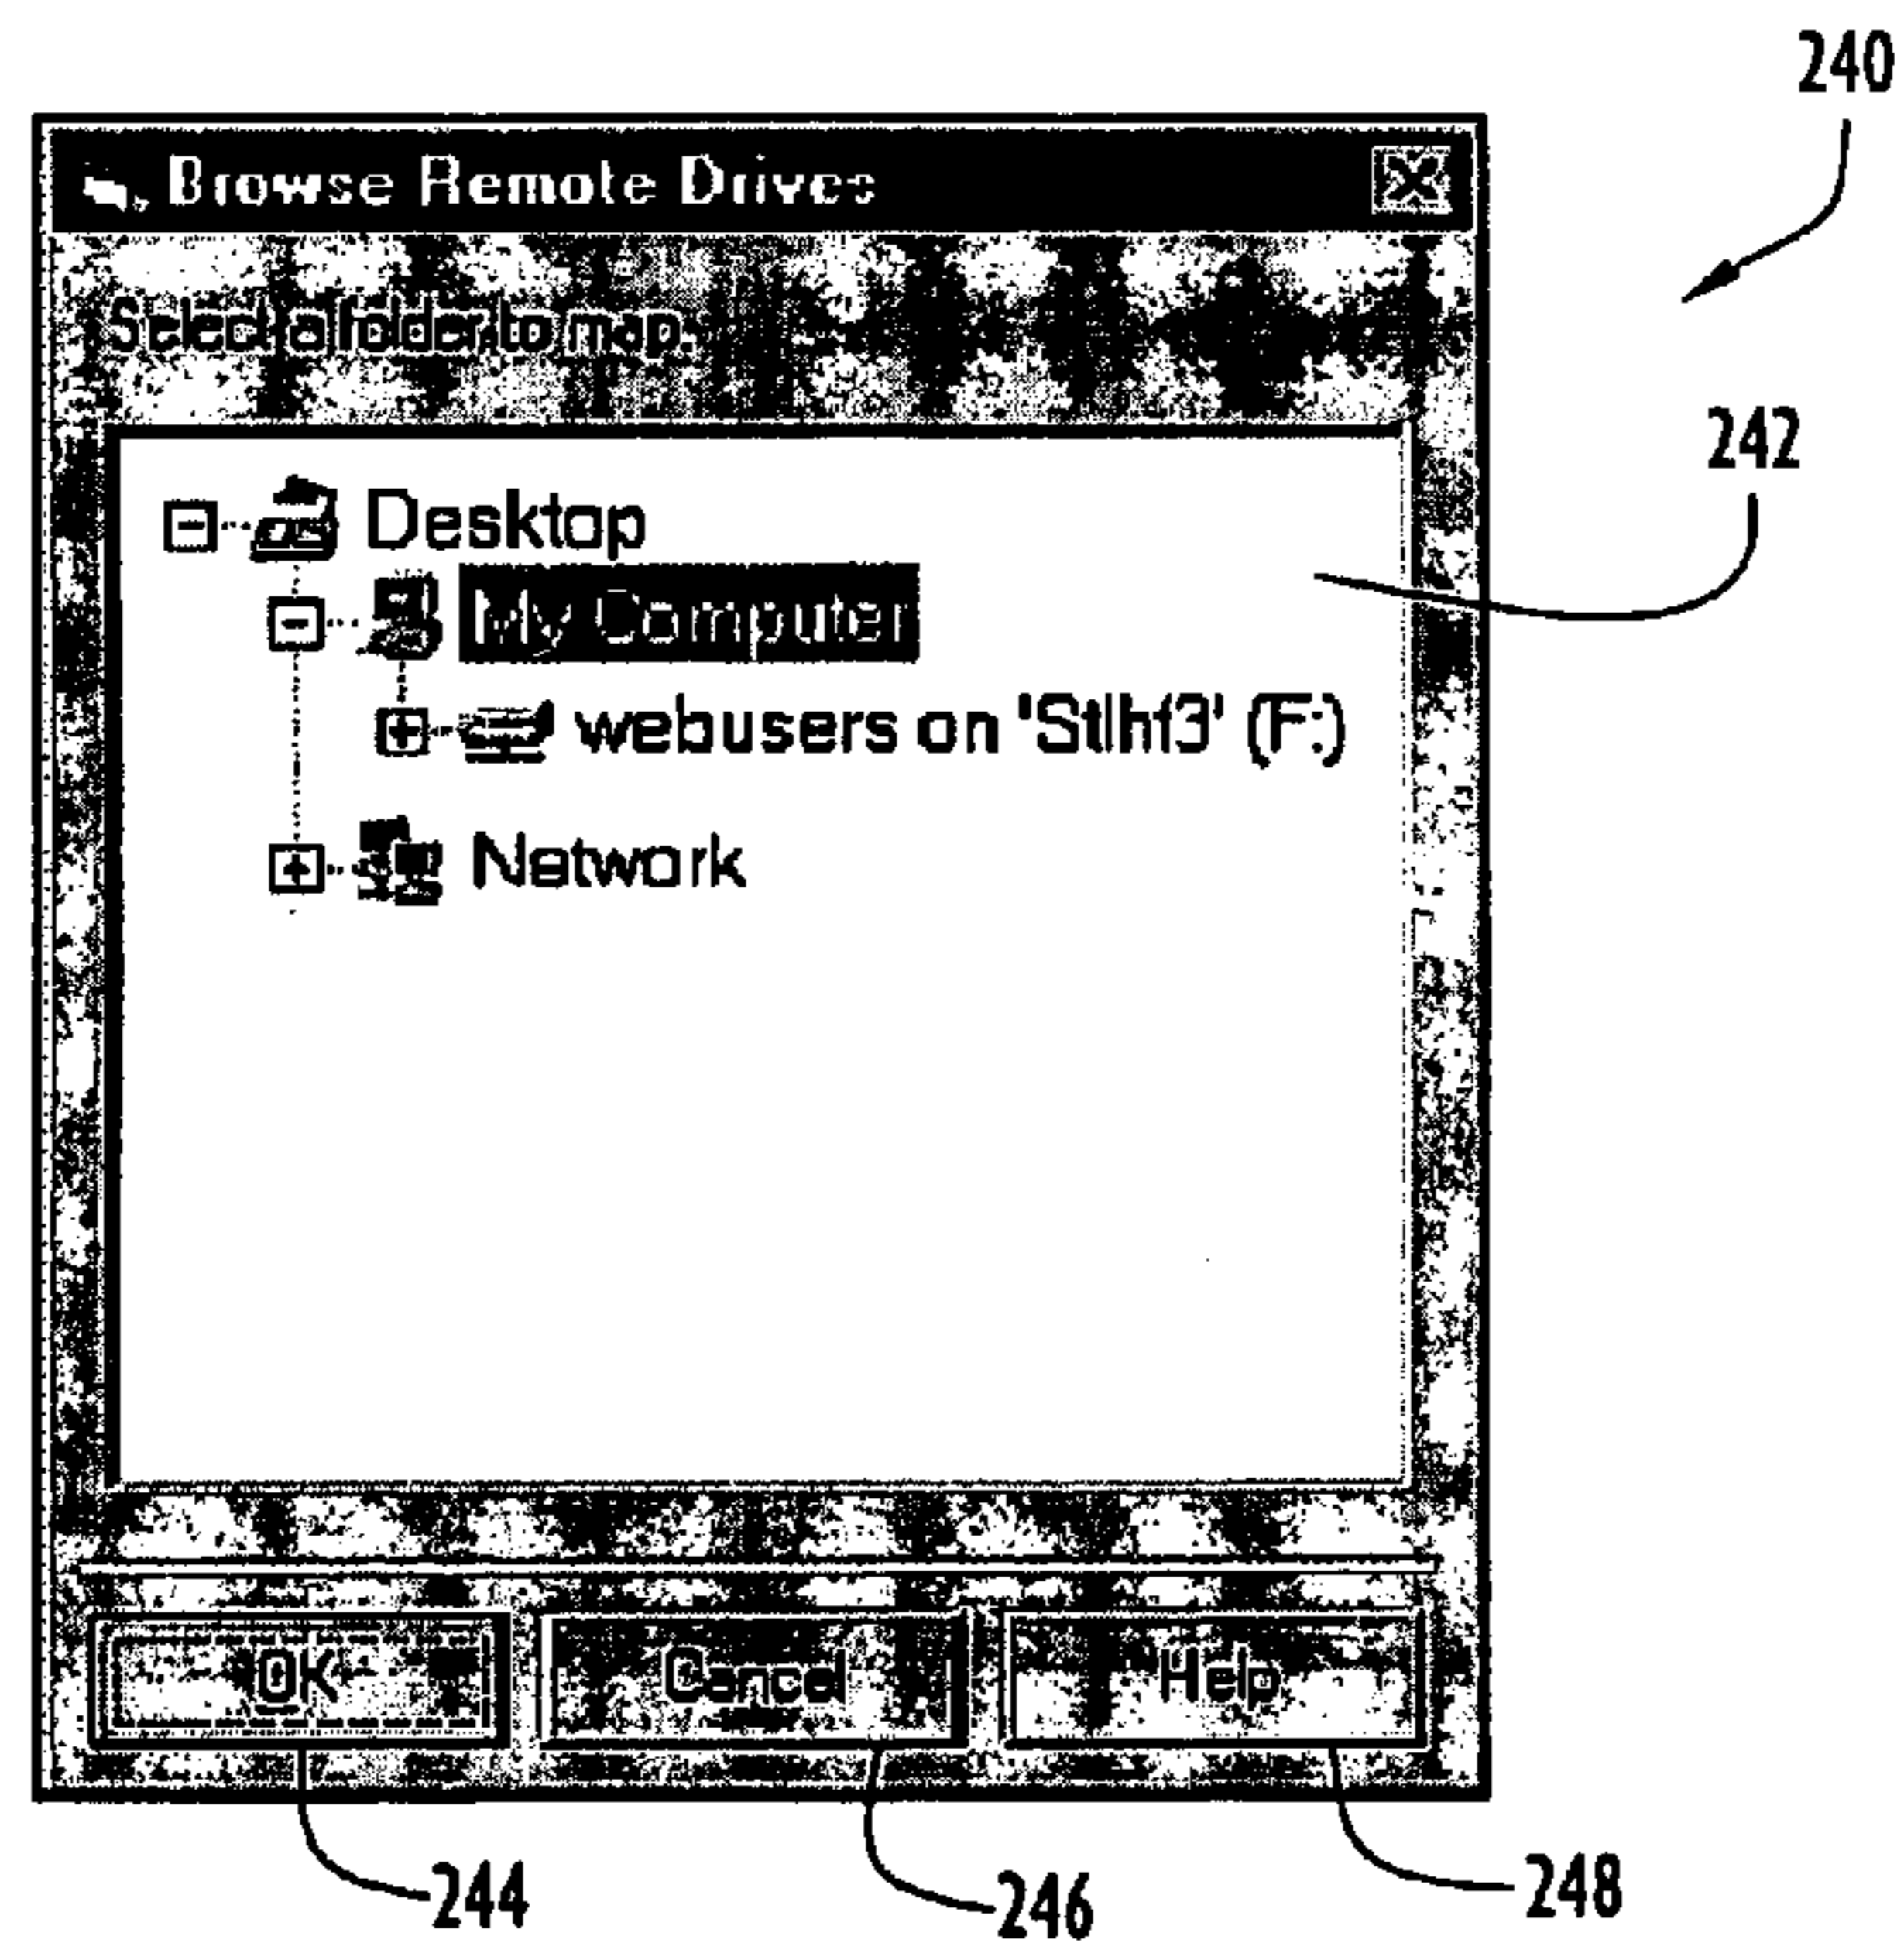 240
Browse Remote Drives
Select a folder to map.
242
Desktop
My Computer
webusers on 'Stlhf3' (F:)
Network
OK Cancel Help
244 246 248